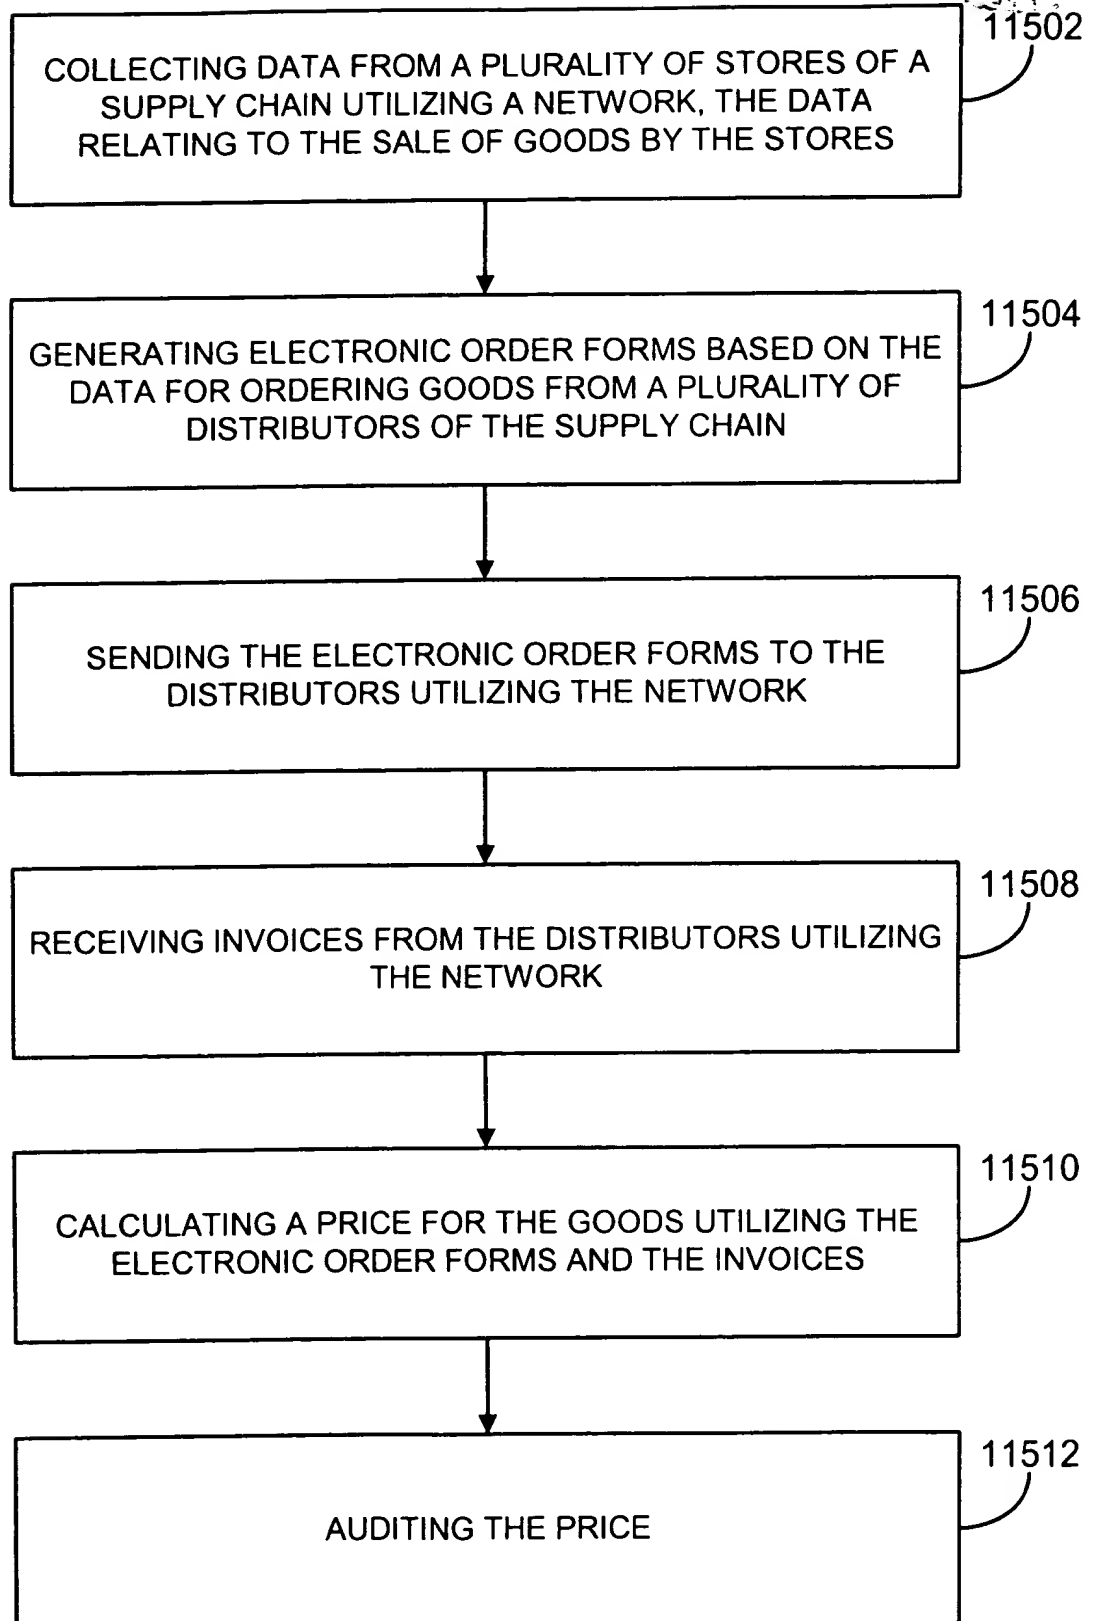 11502
COLLECTING DATA FROM A PLURALITY OF STORES OF A
SUPPLY CHAIN UTILIZING A NETWORK, THE DATA
RELATING TO THE SALE OF GOODS BY THE STORES
11504
GENERATING ELECTRONIC ORDER FORMS BASED ON THE
DATA FOR ORDERING GOODS FROM A PLURALITY OF
DISTRIBUTORS OF THE SUPPLY CHAIN
11506
SENDING THE ELECTRONIC ORDER FORMS TO THE
DISTRIBUTORS UTILIZING THE NETWORK
11508
RECEIVING INVOICES FROM THE DISTRIBUTORS UTILIZING
THE NETWORK
11510
CALCULATING A PRICE FOR THE GOODS UTILIZING THE
ELECTRONIC ORDER FORMS AND THE INVOICES
11512
AUDITING THE PRICE